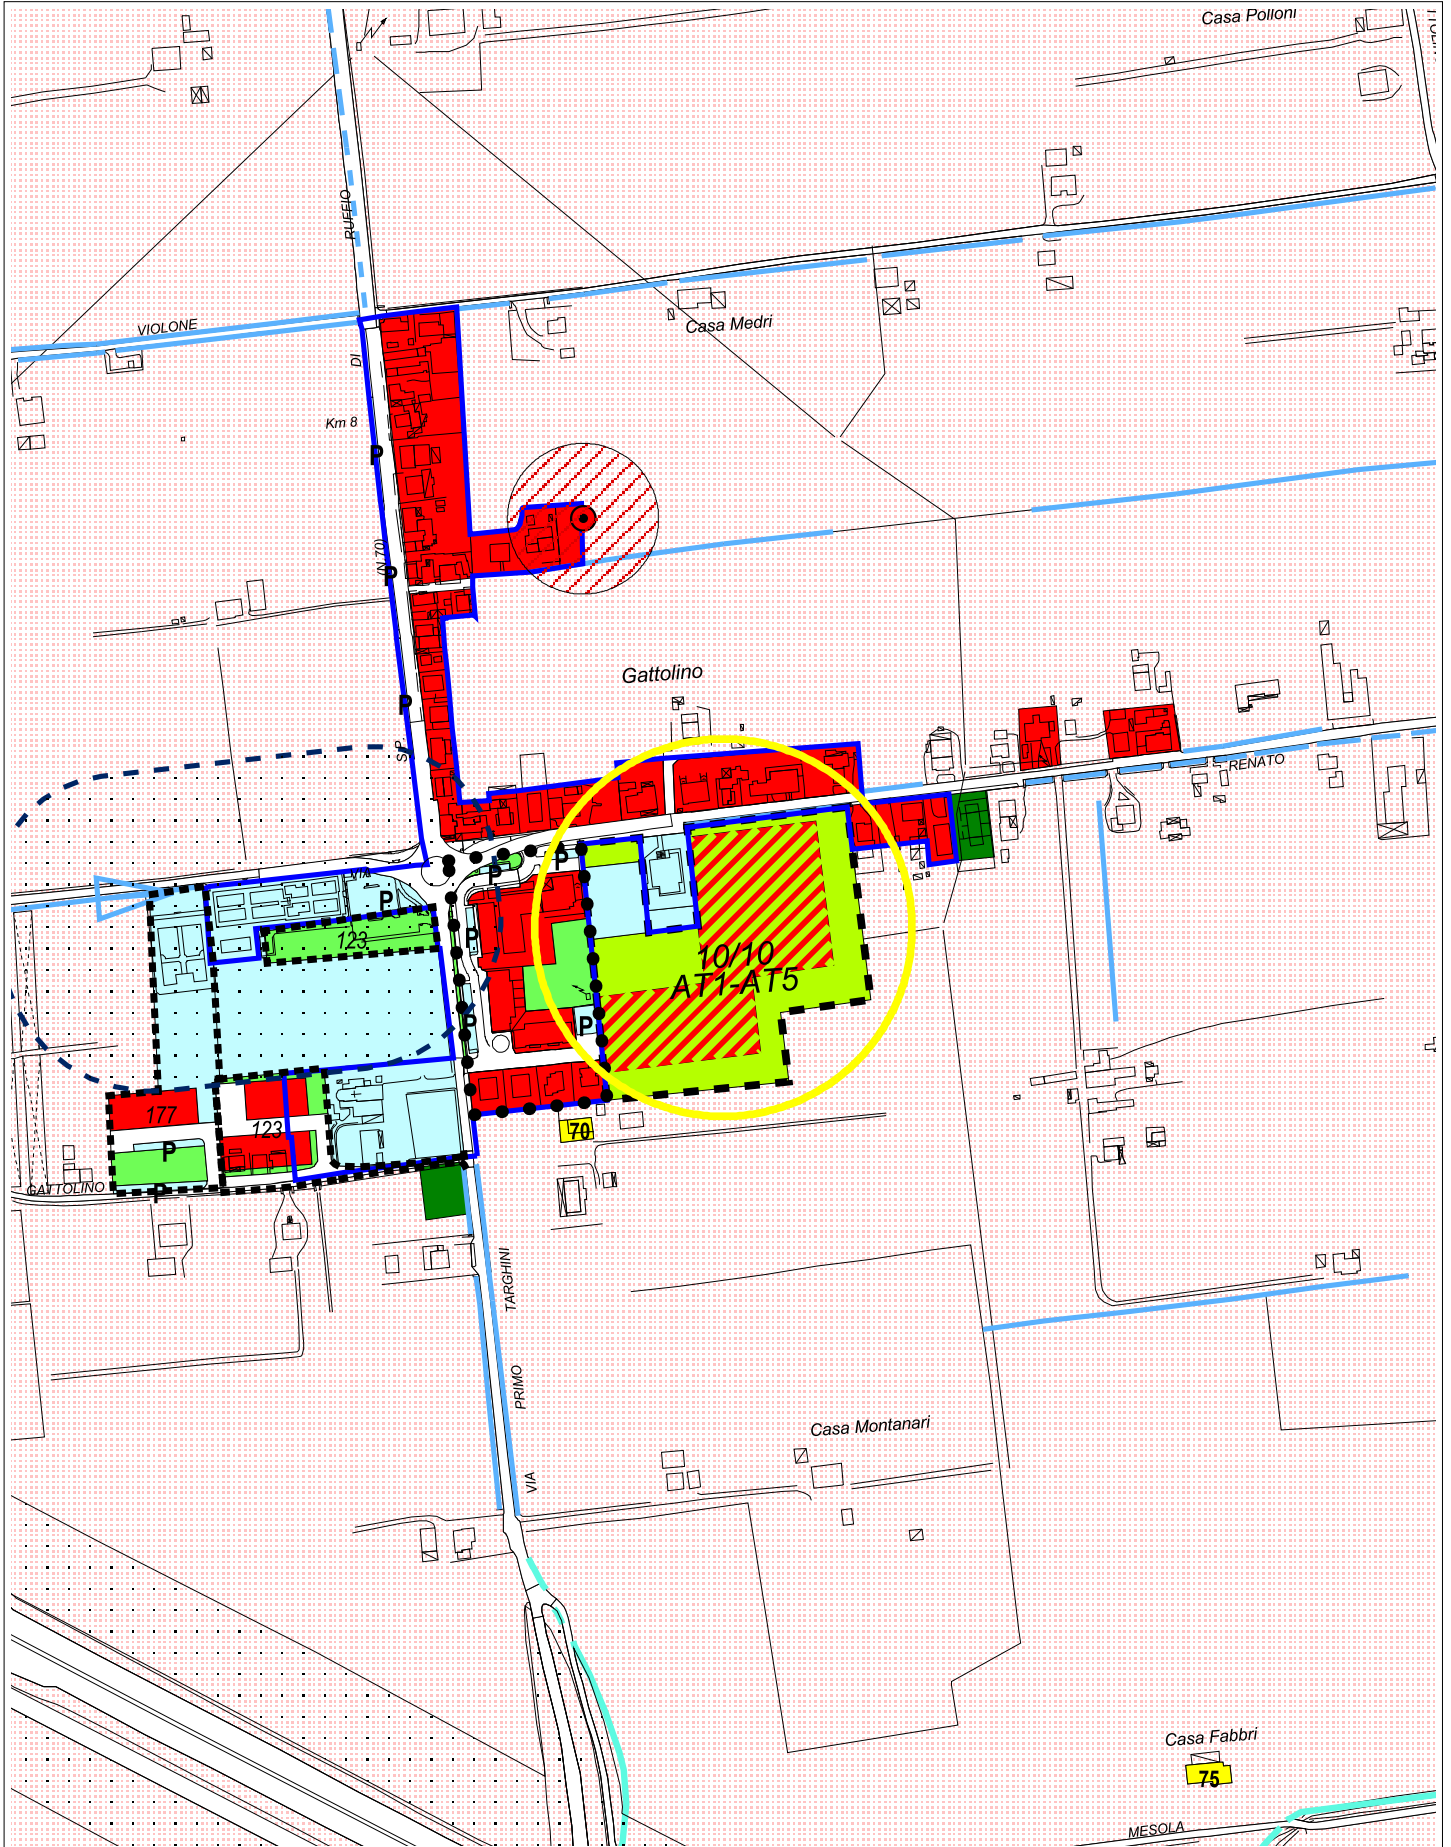 Casa Polloni
RUFFIO
VIOLONE
Casa Medri
DI
Km 8
P
(N 70)
P
Gattolino
P
S.P.
RENATO
VIA
P
P
P
123
P
10/10
AT1-AT5
P
P
177
123
70
P
GATTOLINO
P
TARGHINI
PRIMO
Casa Montanari
VIA
Casa Fabbri
75
MESOLA